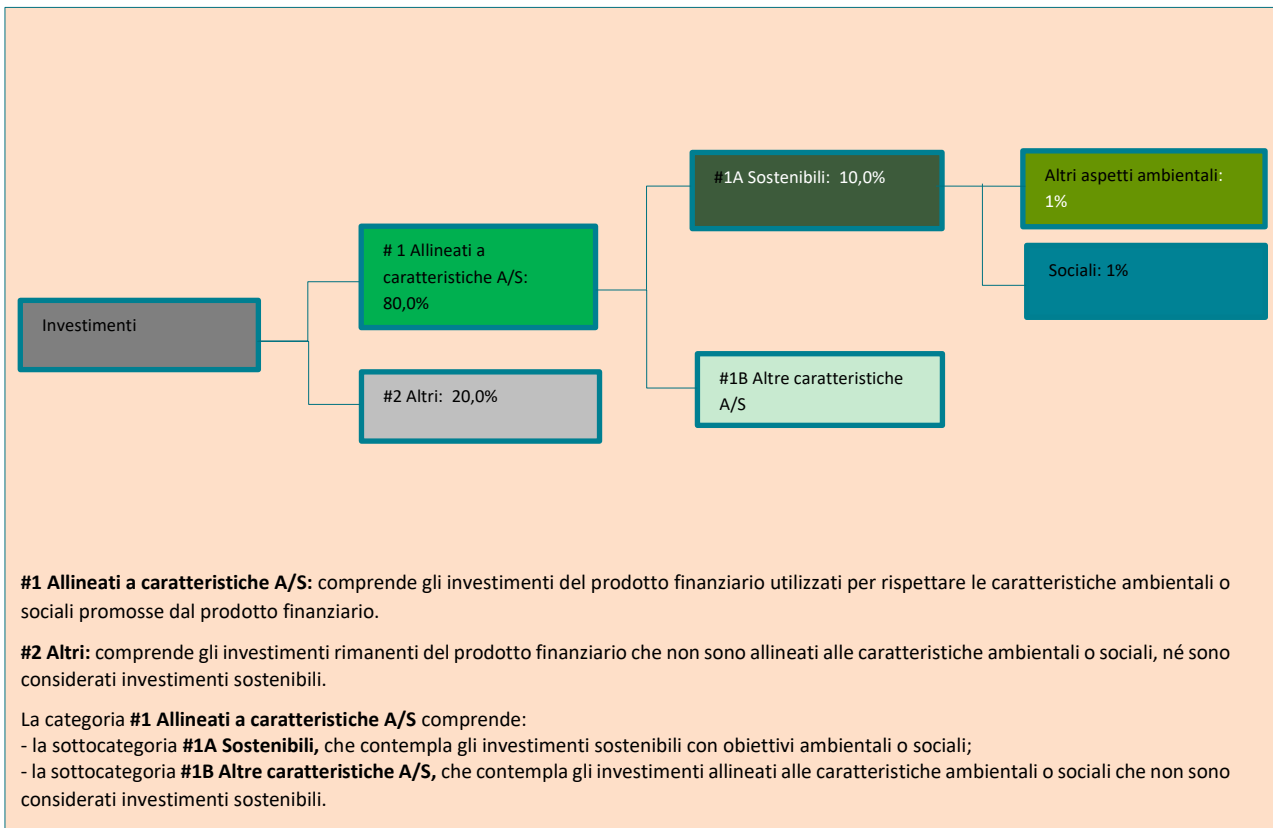 #1A Sostenibili: 10,0%
Altri aspetti ambientali:
1%
# 1 Allineati a
caratteristiche A/S:
80,0%
Sociali: 1%
Investimenti
#2 Altri: 20,0%
#1B Altre caratteristiche
A/S
#1 Allineati a caratteristiche A/S: comprende gli investimenti del prodotto finanziario utilizzati per rispettare le caratteristiche ambientali o
sociali promosse dal prodotto finanziario.
#2 Altri: comprende gli investimenti rimanenti del prodotto finanziario che non sono allineati alle caratteristiche ambientali o sociali, né sono
considerati investimenti sostenibili.
La categoria #1 Allineati a caratteristiche A/S comprende:
- la sottocategoria #1A Sostenibili, che contempla gli investimenti sostenibili con obiettivi ambientali o sociali;
- la sottocategoria #1B Altre caratteristiche A/S, che contempla gli investimenti allineati alle caratteristiche ambientali o sociali che non sono
considerati investimenti sostenibili.